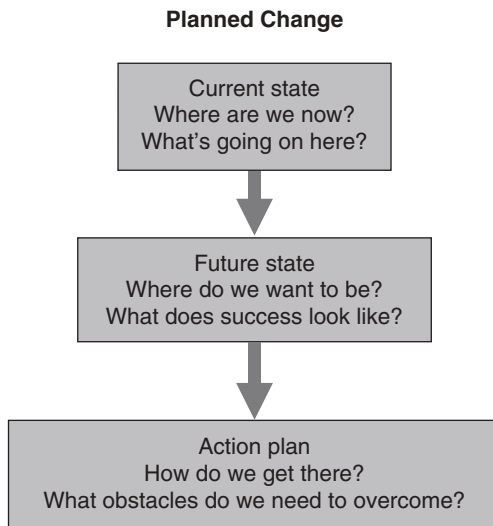 Planned Change
Current state
Where are we now?
What's going on here?
Future state
Where do we want to be?
What does success look like?
Action plan
How do we get there?
What obstacles do we need to overcome?